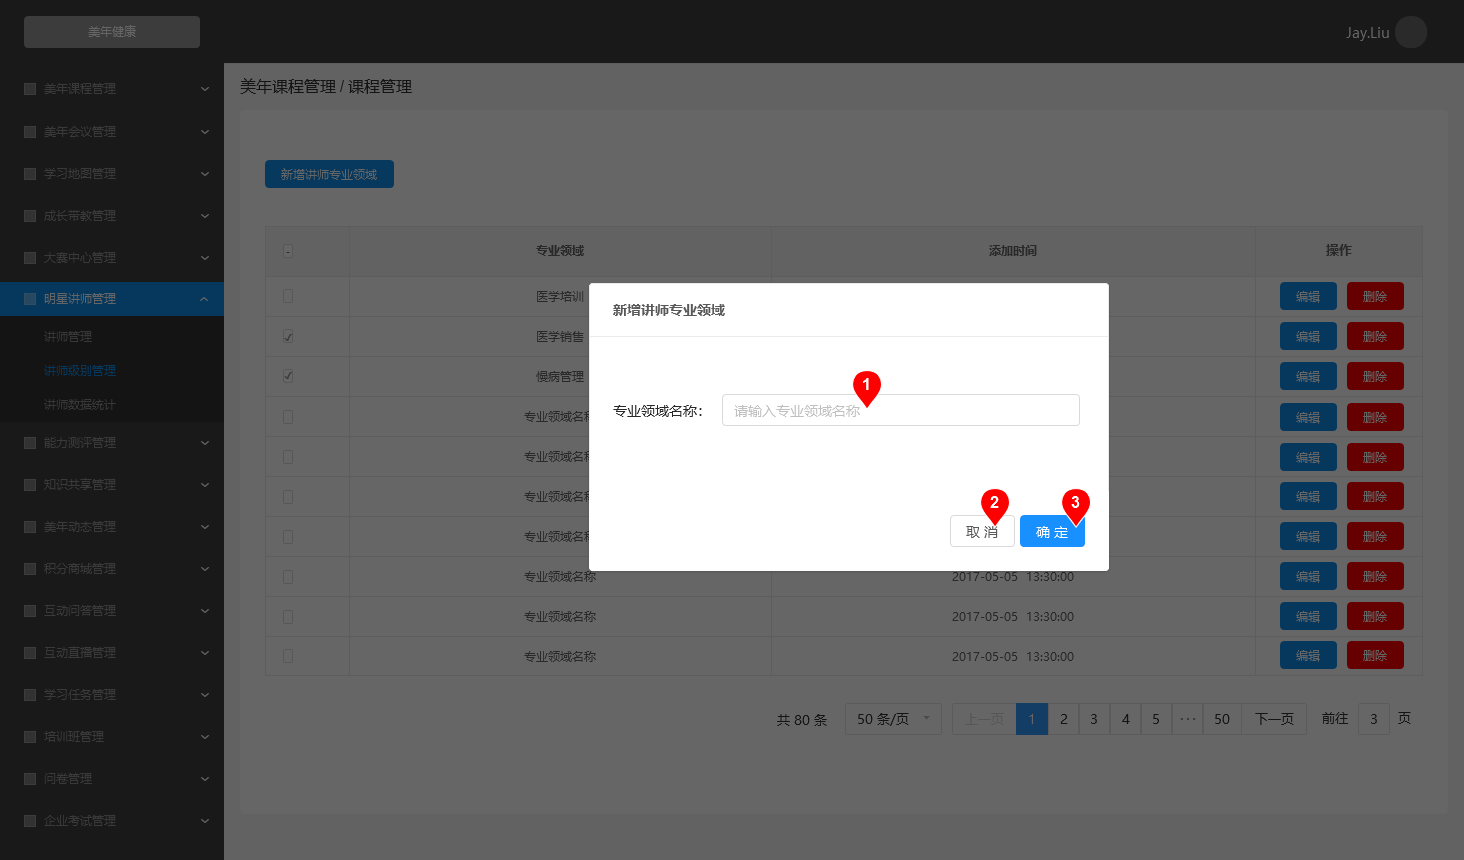 美年健康
Jay.Liu
美年课程管理
美年会议管理
学习地图管理
成长带教管理
大赛中心管理
明星讲师管理
讲师管理
讲师级别管理
讲师数据统计
能力测评管理
知识共享管理
美年动态管理
积分商城管理
互动问答管理
互动直播管理
学习任务管理
培训班管理
问卷管理
企业考试管理
美年课程管理 / 课程管理
新增讲师专业领域
专业领域 添加时间 操作
医学培训 编辑 删除
医学销售 编辑 删除
慢病管理 编辑 删除
专业领域名称 编辑 删除
专业领域名称 编辑 删除
专业领域名称 编辑 删除
专业领域名称 编辑 删除
专业领域名称 2017-05-05 13:30:00 编辑 删除
专业领域名称 2017-05-05 13:30:00 编辑 删除
专业领域名称 2017-05-05 13:30:00 编辑 删除
新增讲师专业领域
1
专业领域名称： 请输入专业领域名称
2 3
取 消 确 定
共 80 条 50 条/页 上一页 1 2 3 4 5 ··· 50 下一页 前往 3 页